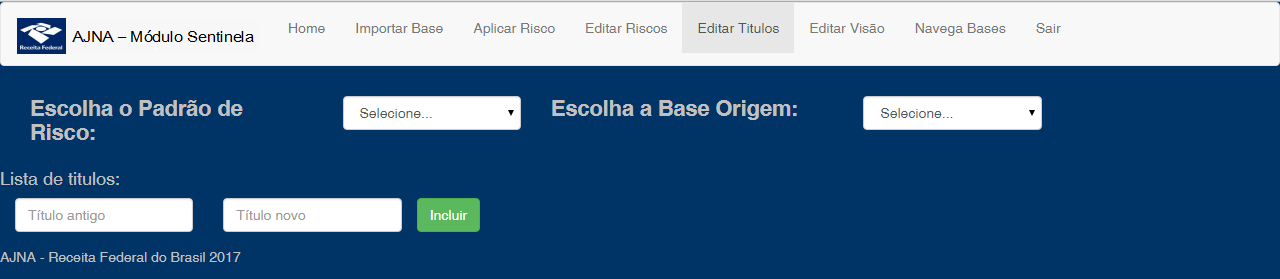 Receita Federal
AJNA – Módulo Sentinela
Home Importar Base Aplicar Risco Editar Riscos Editar Titulos Editar Visão Navega Bases Sair
Escolha o Padrão de
Risco:
Selecione...
Escolha a Base Origem:
Selecione...
Lista de titulos:
Título antigo
Título novo
Incluir
AJNA - Receita Federal do Brasil 2017